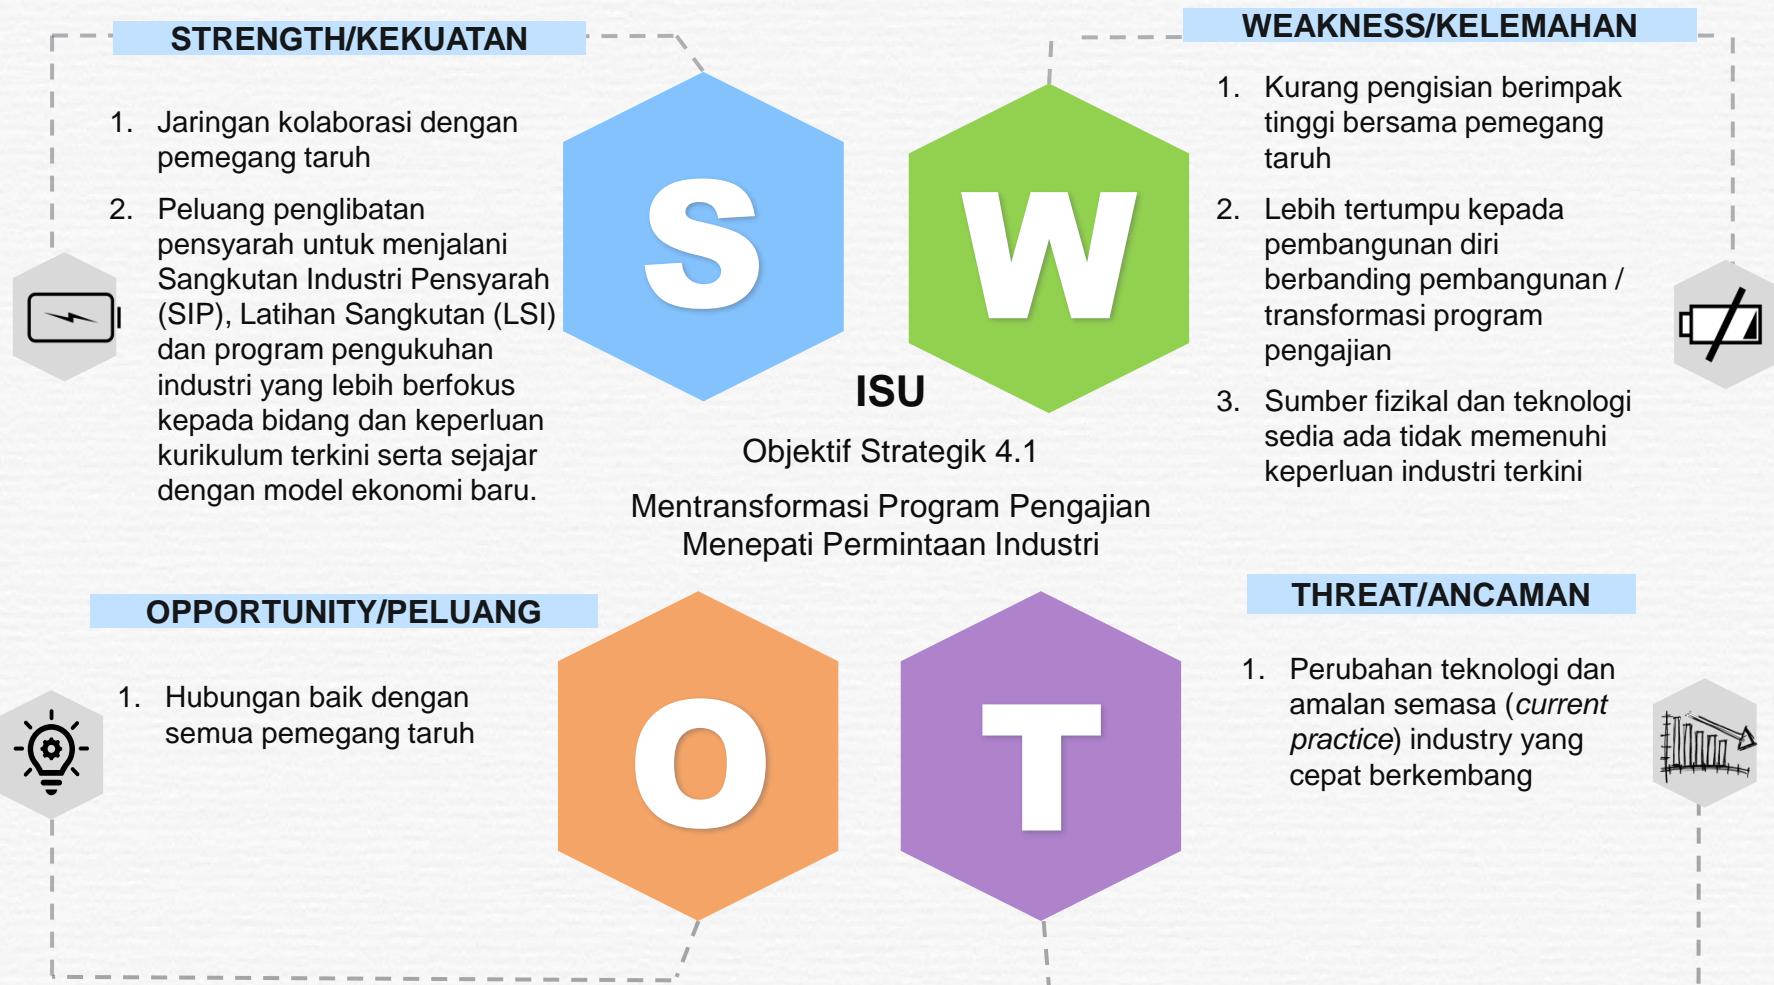 STRENGTH/KEKUATAN
1. Jaringan kolaborasi dengan
pemegang taruh
2. Peluang penglibatan
pensyarah untuk menjalani
Sangkutan Industri Pensyarah
(SIP), Latihan Sangkutan (LSI)
dan program pengukuhan
industri yang lebih berfokus
kepada bidang dan keperluan
kurikulum terkini serta sejajar
dengan model ekonomi baru.
S
W
WEAKNESS/KELEMAHAN
1. Kurang pengisian berimpak
tinggi bersama pemegang
taruh
2. Lebih tertumpu kepada
pembangunan diri
berbanding pembangunan /
transformasi program
pengajian
3. Sumber fizikal dan teknologi
sedia ada tidak memenuhi
keperluan industri terkini
ISU
Objektif Strategik 4.1
Mentransformasi Program Pengajian
Menepati Permintaan Industri
OPPORTUNITY/PELUANG
1. Hubungan baik dengan
semua pemegang taruh
O
T
THREAT/ANCAMAN
1. Perubahan teknologi dan
amalan semasa (current
practice) industry yang
cepat berkembang